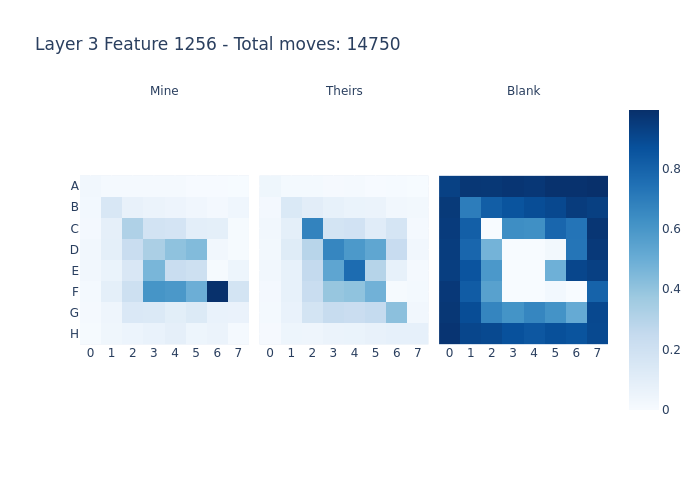 Layer 3 Feature 1256 - Total moves: 14750
Mine Theirs Blank
A
B
C
D
E
F
G
H
0 1 2 3 4 5 6 7 0 1 2 3 4 5 6 7 0 1 2 3 4 5 6 7
0.8
0.6
0.4
0.2
0